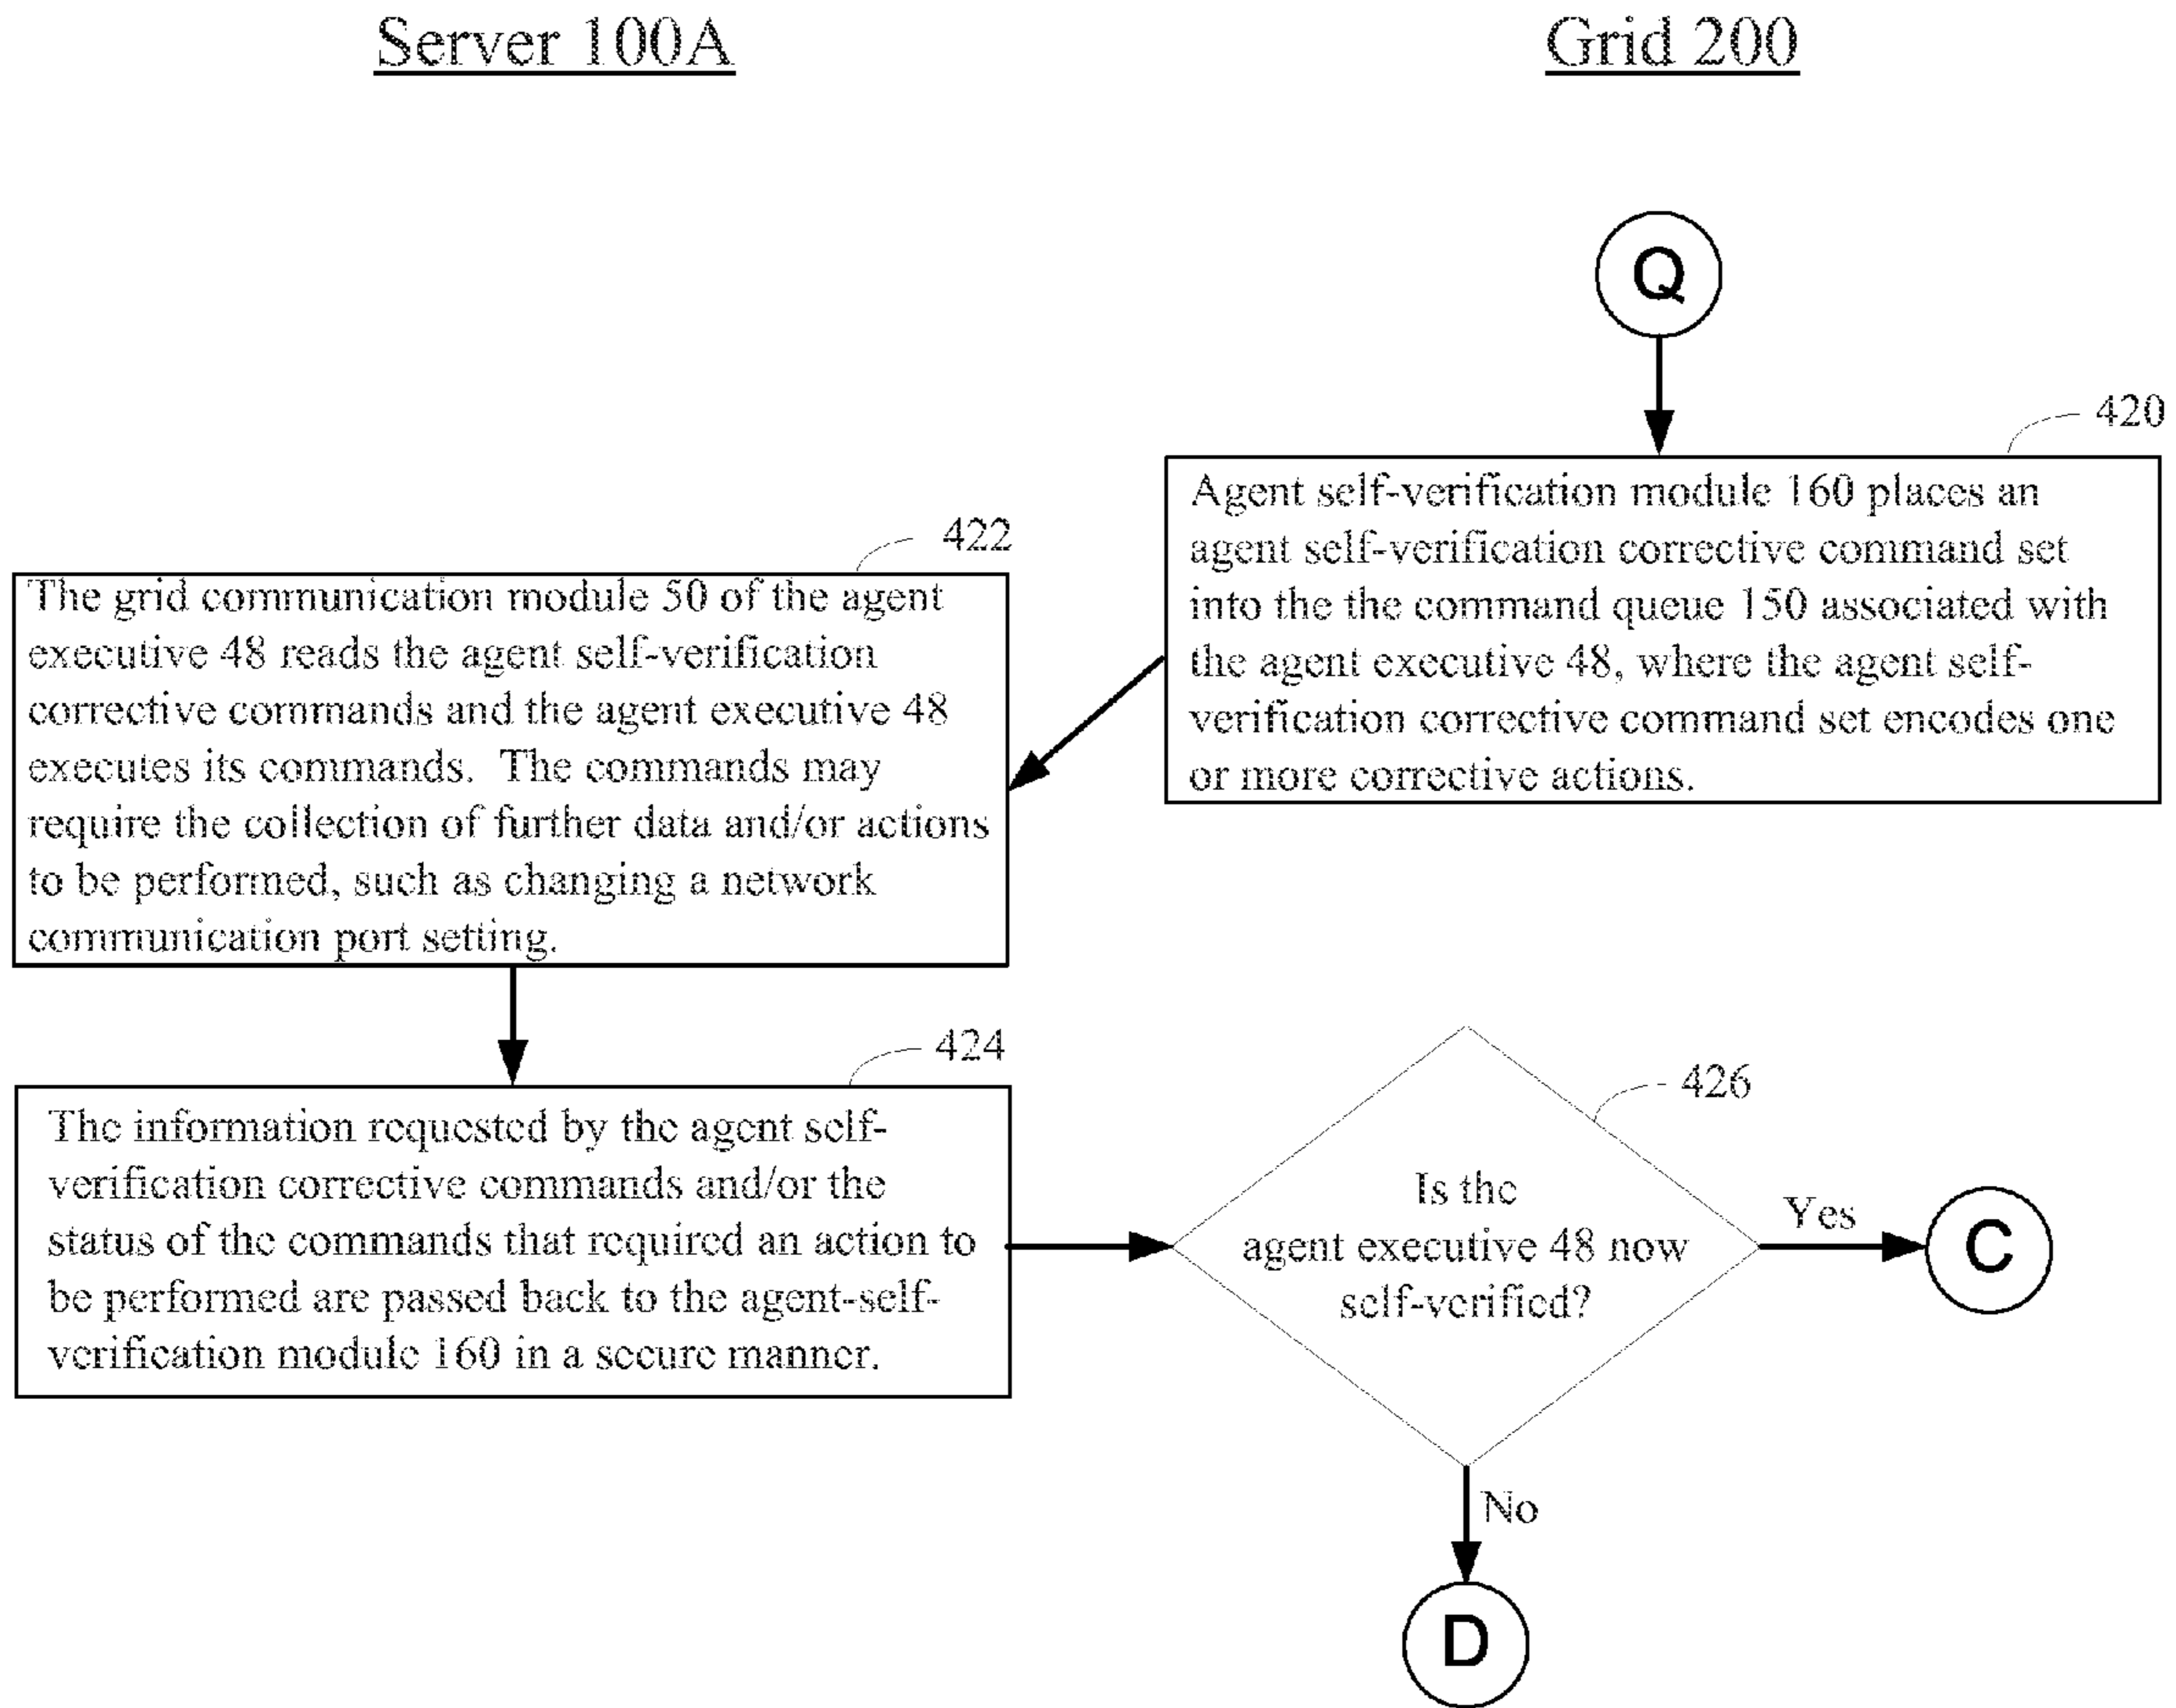 Server 100A
Grid 200
Q
420
Agent self-verification module 160 places an
agent self-verification corrective command set
into the the command queue 150 associated with
the agent executive 48, where the agent self-
verification corrective command set encodes one
or more corrective actions.
422
The grid communication module 50 of the agent
executive 48 reads the agent self-verification
corrective commands and the agent executive 48
executes its commands. The commands may
require the collection of further data and/or actions
to be performed, such as changing a network
communication port setting.
424
The information requested by the agent self-
verification corrective commands and/or the
status of the commands that required an action to
be performed are passed back to the agent-self-
verification module 160 in a secure manner.
426
Is the
agent executive 48 now
self-verified?
Yes
C
No
D